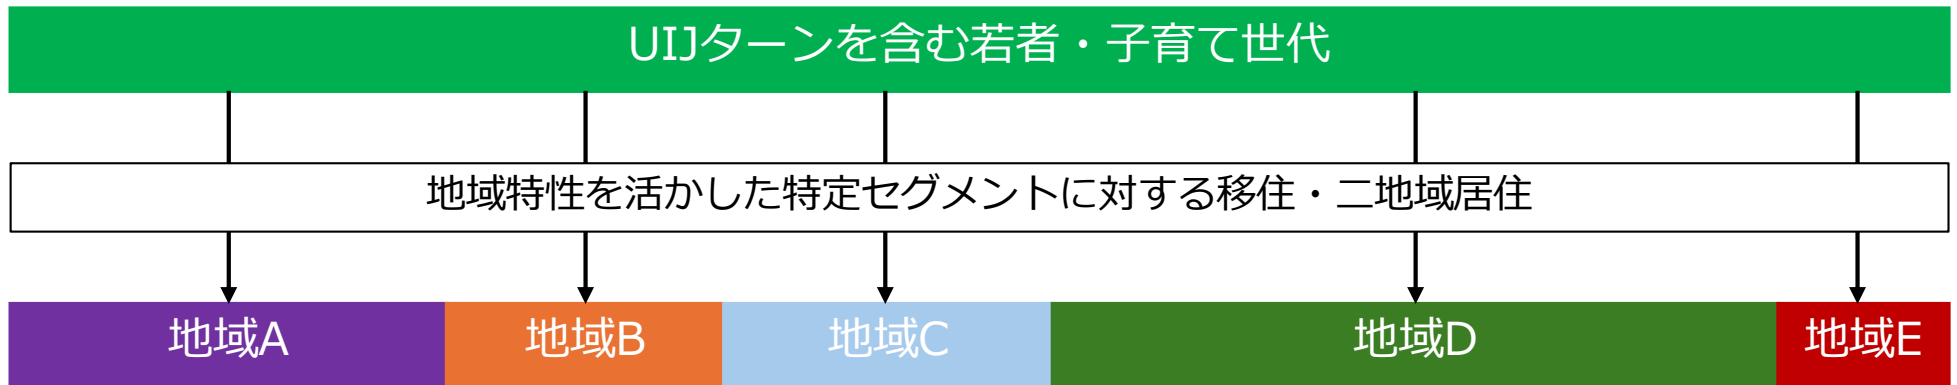 UIJターンを含む若者・子育て世代
地域特性を活かした特定セグメントに対する移住・二地域居住
地域A
地域B
地域C
地域D
地域E